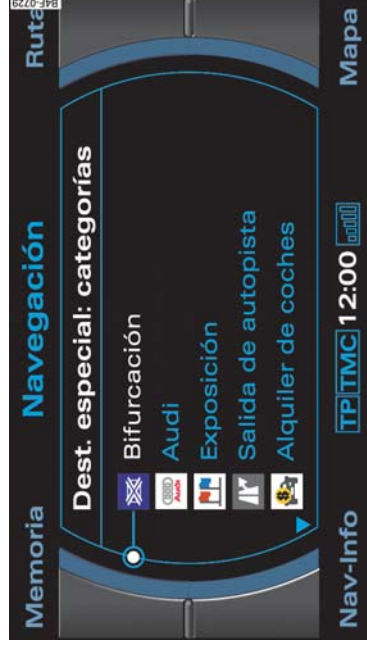 B4F-0729
Memoria Navegación Ruta
Dest. especial: categorías
Bifurcación
Audi
Exposición
Salida de autopista
Alquiler de coches
Nav-Info TP TMC 12:00 Mapa